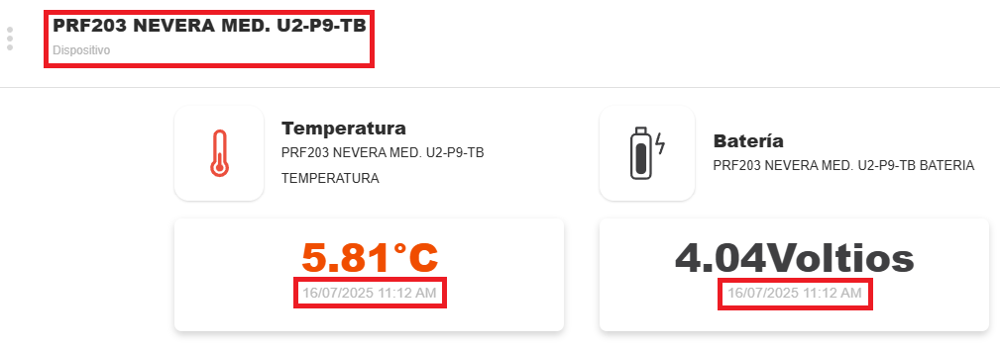 PRF203 NEVERA MED. U2-P9-TB
Dispositivo
Temperatura
PRF203 NEVERA MED. U2-P9-TB
TEMPERATURA
Batería
PRF203 NEVERA MED. U2-P9-TB BATERIA
5.81°C
16/07/2025 11:12 AM
4.04Voltios
16/07/2025 11:12 AM